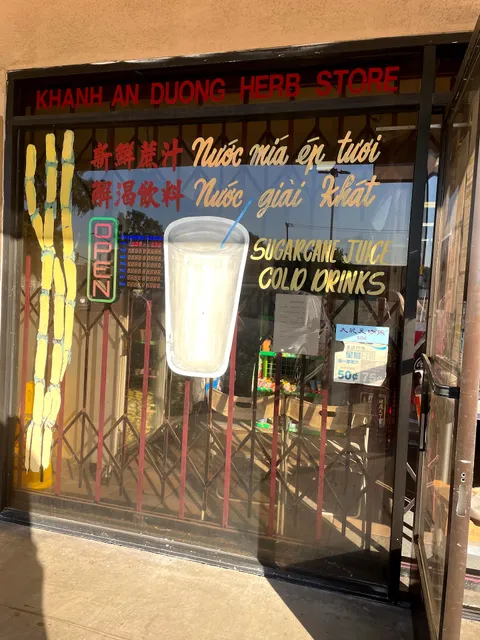 KHANH AN DUONG HERB STORE
新鮮蔗汁 Nước mía ép tươi
解渴飲料 Nước giải khát
OPEN
SUGARCANE JUICE
COLD DRINKS
50¢